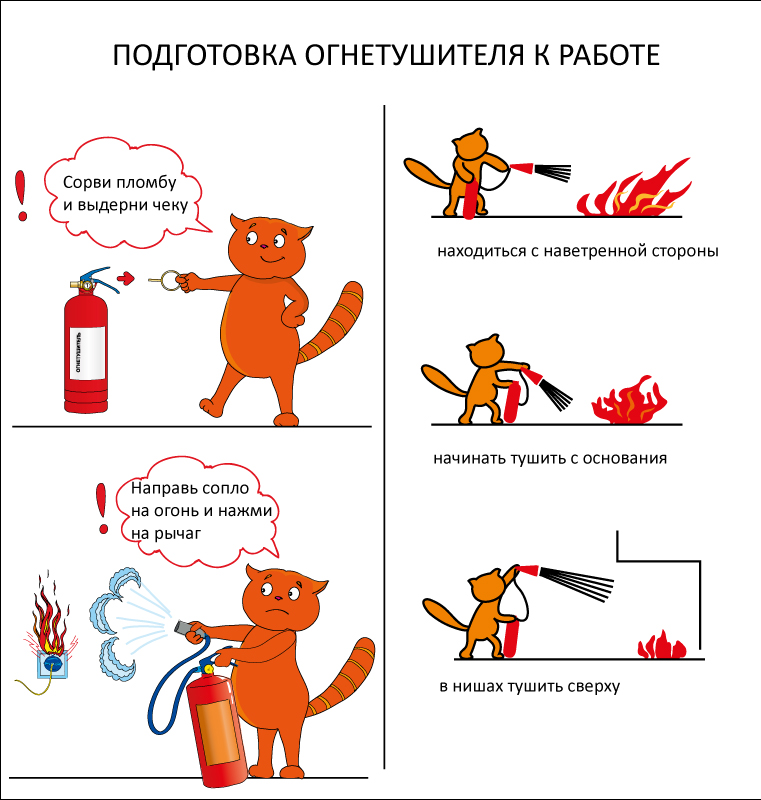 ПОДГОТОВКА ОГНЕТУШИТЕЛЯ К РАБОТЕ
Сорви пломбу
и выдерни чеку
ОГНЕТУШИТЕЛЬ
Направь сопло
на огонь и нажми
на рычаг
находиться с наветренной стороны
начинать тушить с основания
в нишах тушить сверху